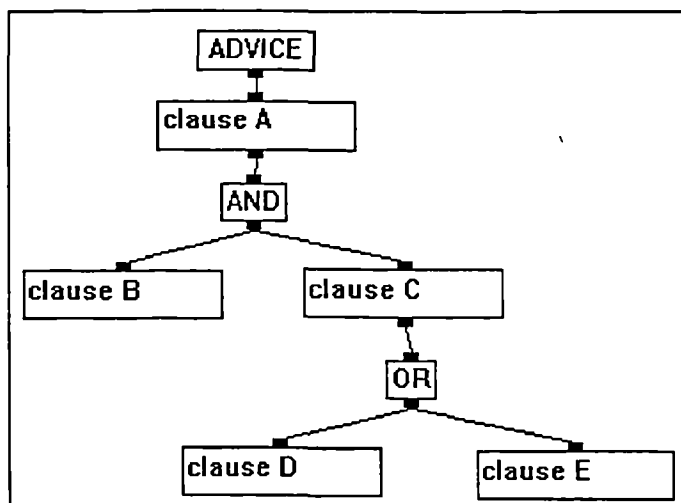 ADVICE
clause A
AND
clause B
clause C
OR
clause D
clause E